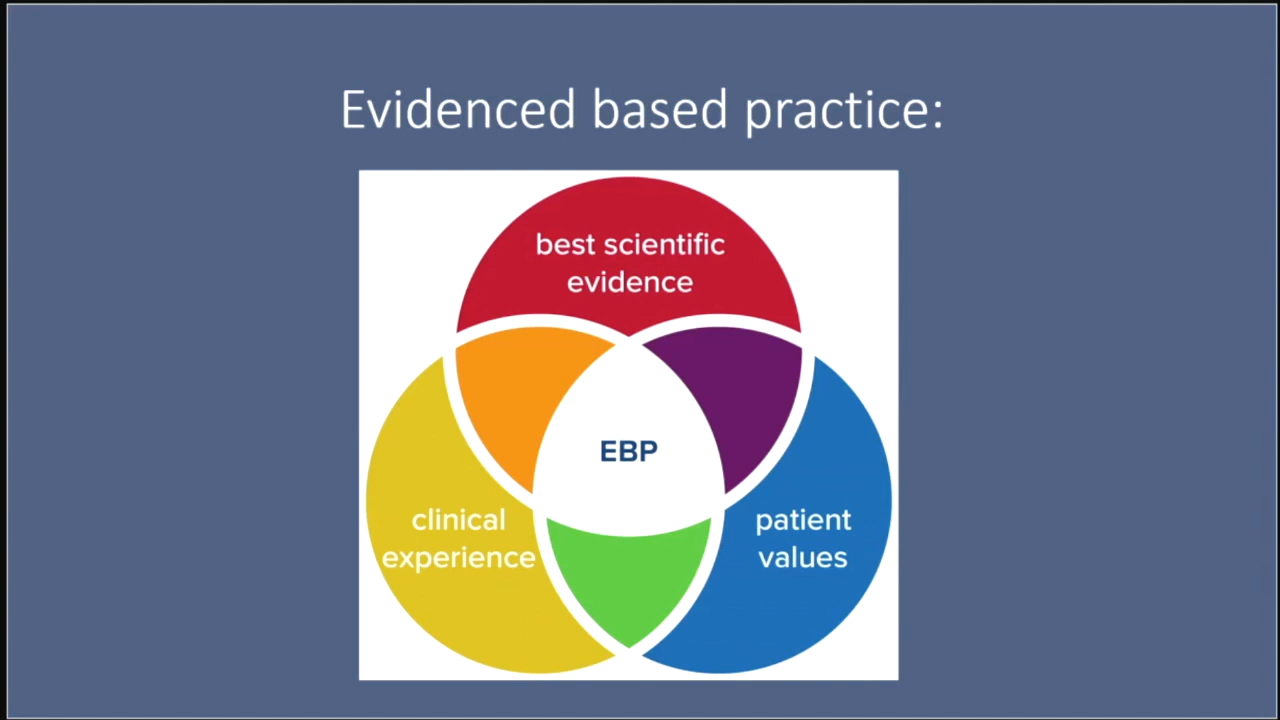 Evidenced based practice:
best scientific
evidence
EBP
clinical
experience
patient
values